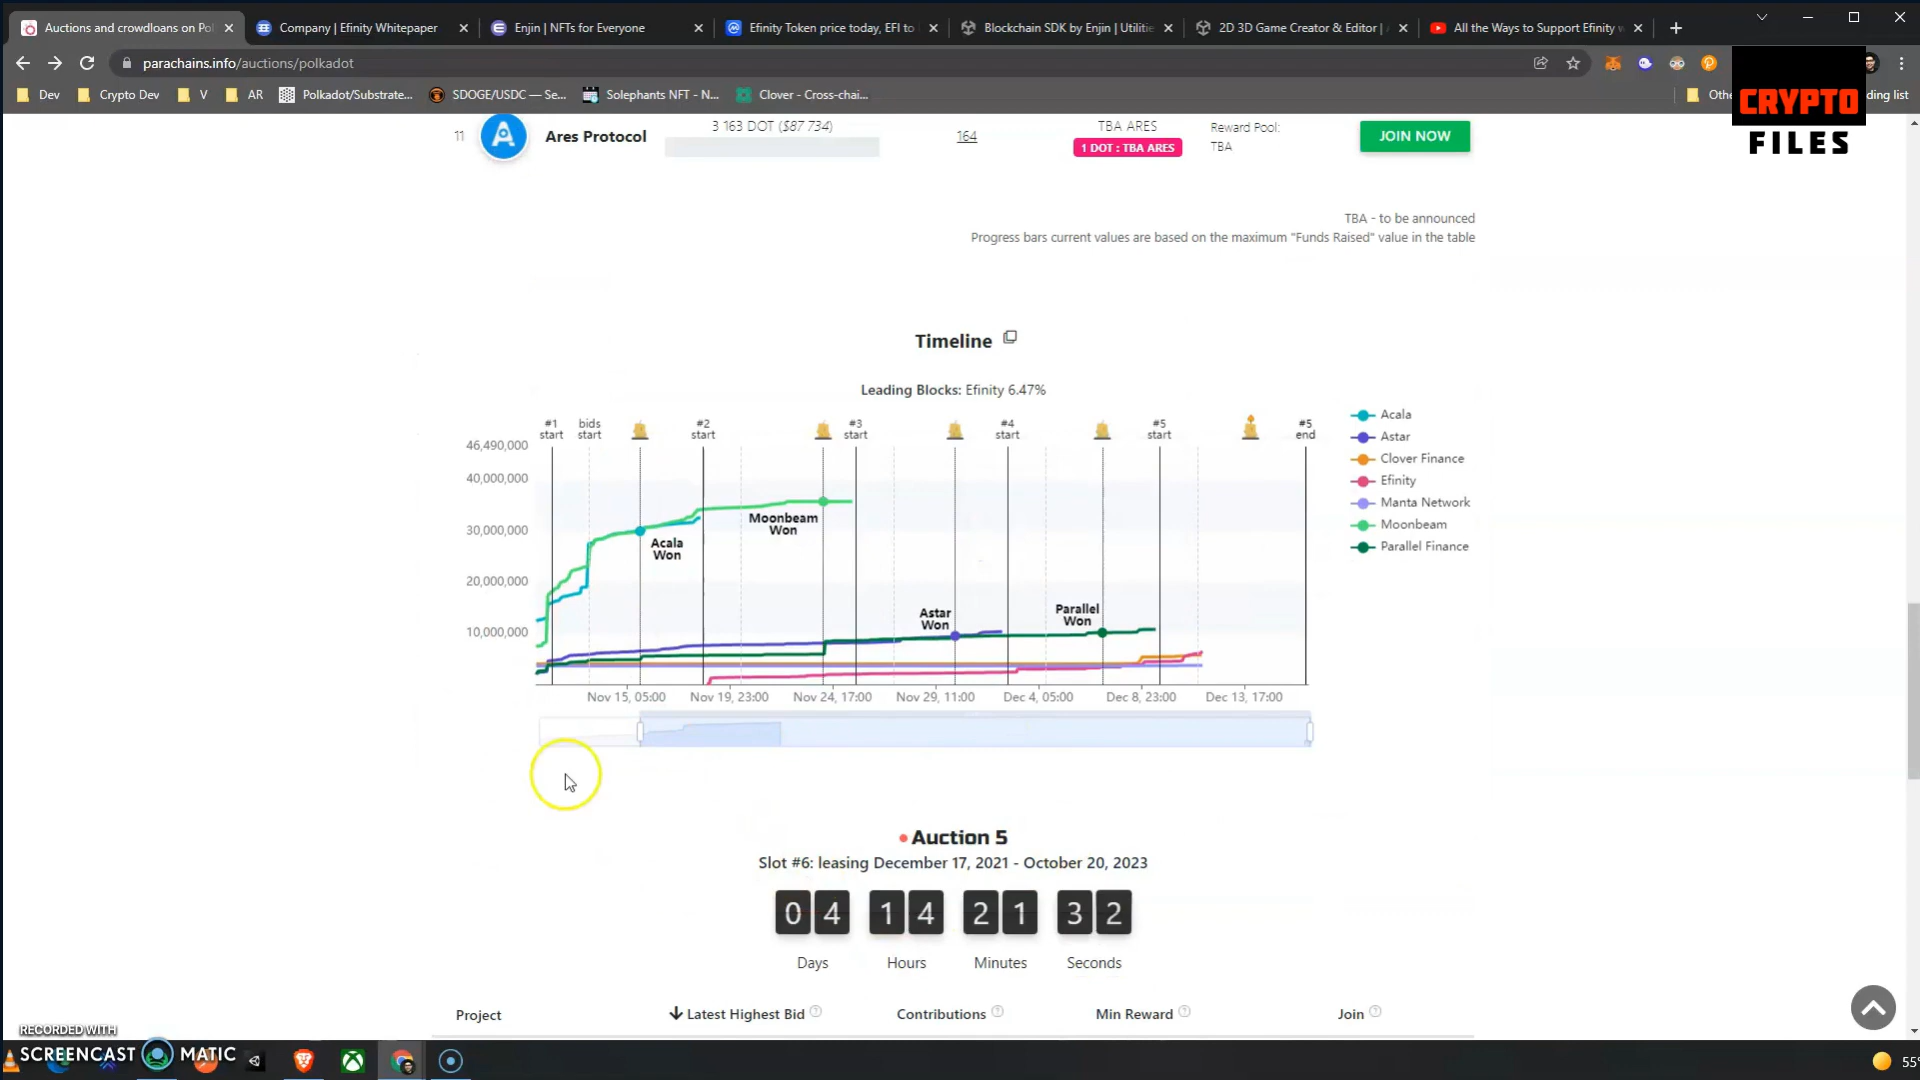 Auctions and crowdloans on Pol
Company | Efinity Whitepaper
Enjin | NFTs for Everyone
Efinity Token price today, EFI to
Blockchain SDK by Enjin | Utilitie
2D 3D Game Creator & Editor |
All the Ways to Support Efinity w
parachains.info/auctions/polkadot
Dev
Crypto Dev
V
AR
Polkadot/Substrate...
SDOGE/USDC — Se...
Solephants NFT - N...
Clover - Cross-chai...
Othe
ding list
CRYPTO
FILES
11
Ares Protocol
3 163 DOT ($87 734)
164
TBA ARES
1 DOT : TBA ARES
Reward Pool:
TBA
JOIN NOW
TBA - to be announced
Progress bars current values are based on the maximum "Funds Raised" value in the table
Timeline
Leading Blocks: Efinity 6.47%
#1 start
bids start
#2 start
#3 start
#4 start
#5 start
#5 end
46,490,000
40,000,000
30,000,000
20,000,000
10,000,000
Acala Won
Moonbeam Won
Astar Won
Parallel Won
Acala
Astar
Clover Finance
Efinity
Manta Network
Moonbeam
Parallel Finance
Nov 15, 05:00
Nov 19, 23:00
Nov 24, 17:00
Nov 29, 11:00
Dec 4, 05:00
Dec 8, 23:00
Dec 13, 17:00
Auction 5
Slot #6: leasing December 17, 2021 - October 20, 2023
04
14
21
32
Days
Hours
Minutes
Seconds
Project
Latest Highest Bid
Contributions
Min Reward
Join
RECORDED WITH
SCREENCAST MATIC
55°